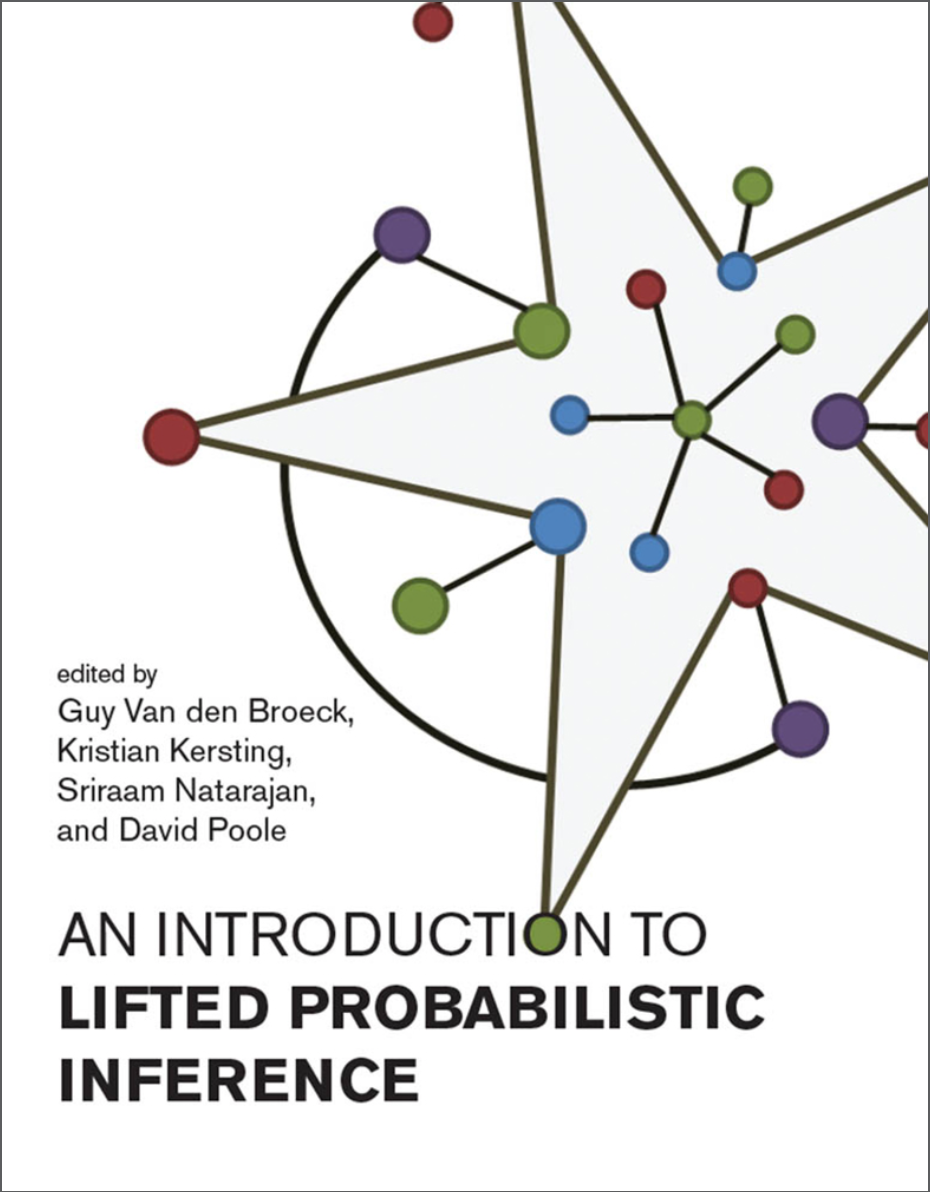 edited by
Guy Van den Broeck,
Kristian Kersting,
Sriraam Natarajan,
and David Poole
AN INTRODUCTION TO
LIFTED PROBABILISTIC
INFERENCE